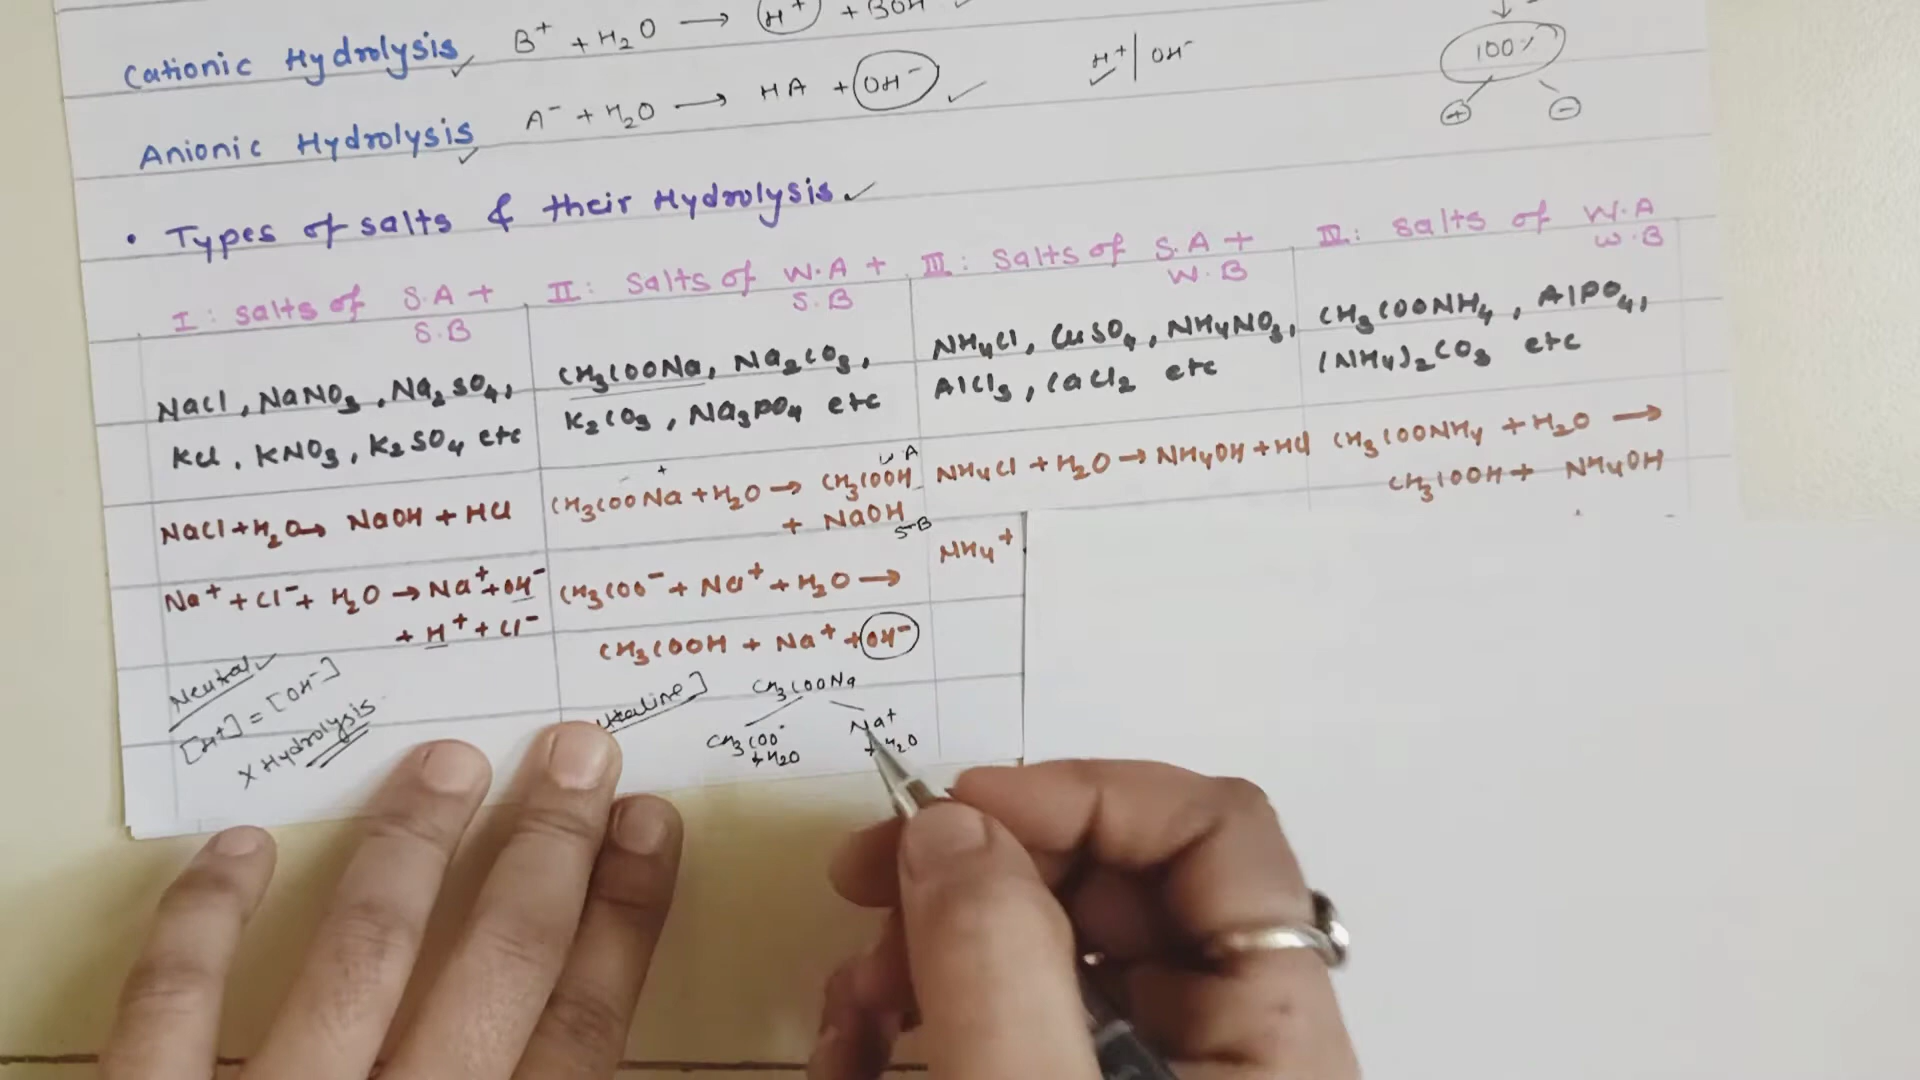 Cationic Hydrolysis ✓ B⁺ + H₂O → H⁺ + BOH ✓
Anionic Hydrolysis ✓ A⁻ + H₂O → HA + OH⁻ ✓
H⁺ | OH⁻
100%
+ −
• Types of salts & their Hydrolysis ✓
I : salts of S.A + S.B
II : salts of W.A + S.B
III : salts of S.A + W.B
IV : salts of W.A W.B
NaCl, NaNO₃, Na₂SO₄,
KCl, KNO₃, K₂SO₄ etc
CH₃COONa, Na₂CO₃,
K₂CO₃, Na₃PO₄ etc
NH₄Cl, CuSO₄, NH₄NO₃,
AlCl₃, CaCl₂ etc
CH₃COONH₄, AlPO₄,
(NH₄)₂CO₃ etc
NaCl + H₂O → NaOH + HCl
CH₃COONa + H₂O → CH₃COOH W.A
+ NaOH S.B
NH₄Cl + H₂O → NH₄OH + HCl
CH₃COONH₄ + H₂O →
CH₃COOH + NH₄OH
Na⁺ + Cl⁻ + H₂O → Na⁺ + OH⁻
+ H⁺ + Cl⁻
CH₃COO⁻ + Na⁺ + H₂O →
CH₃COOH + Na⁺ + OH⁻
NH₄⁺
Neutral ✓
[H⁺] = [OH⁻]
X Hydrolysis
CH₃COONa
CH₃COO⁻ Na⁺
+ H₂O + H₂O